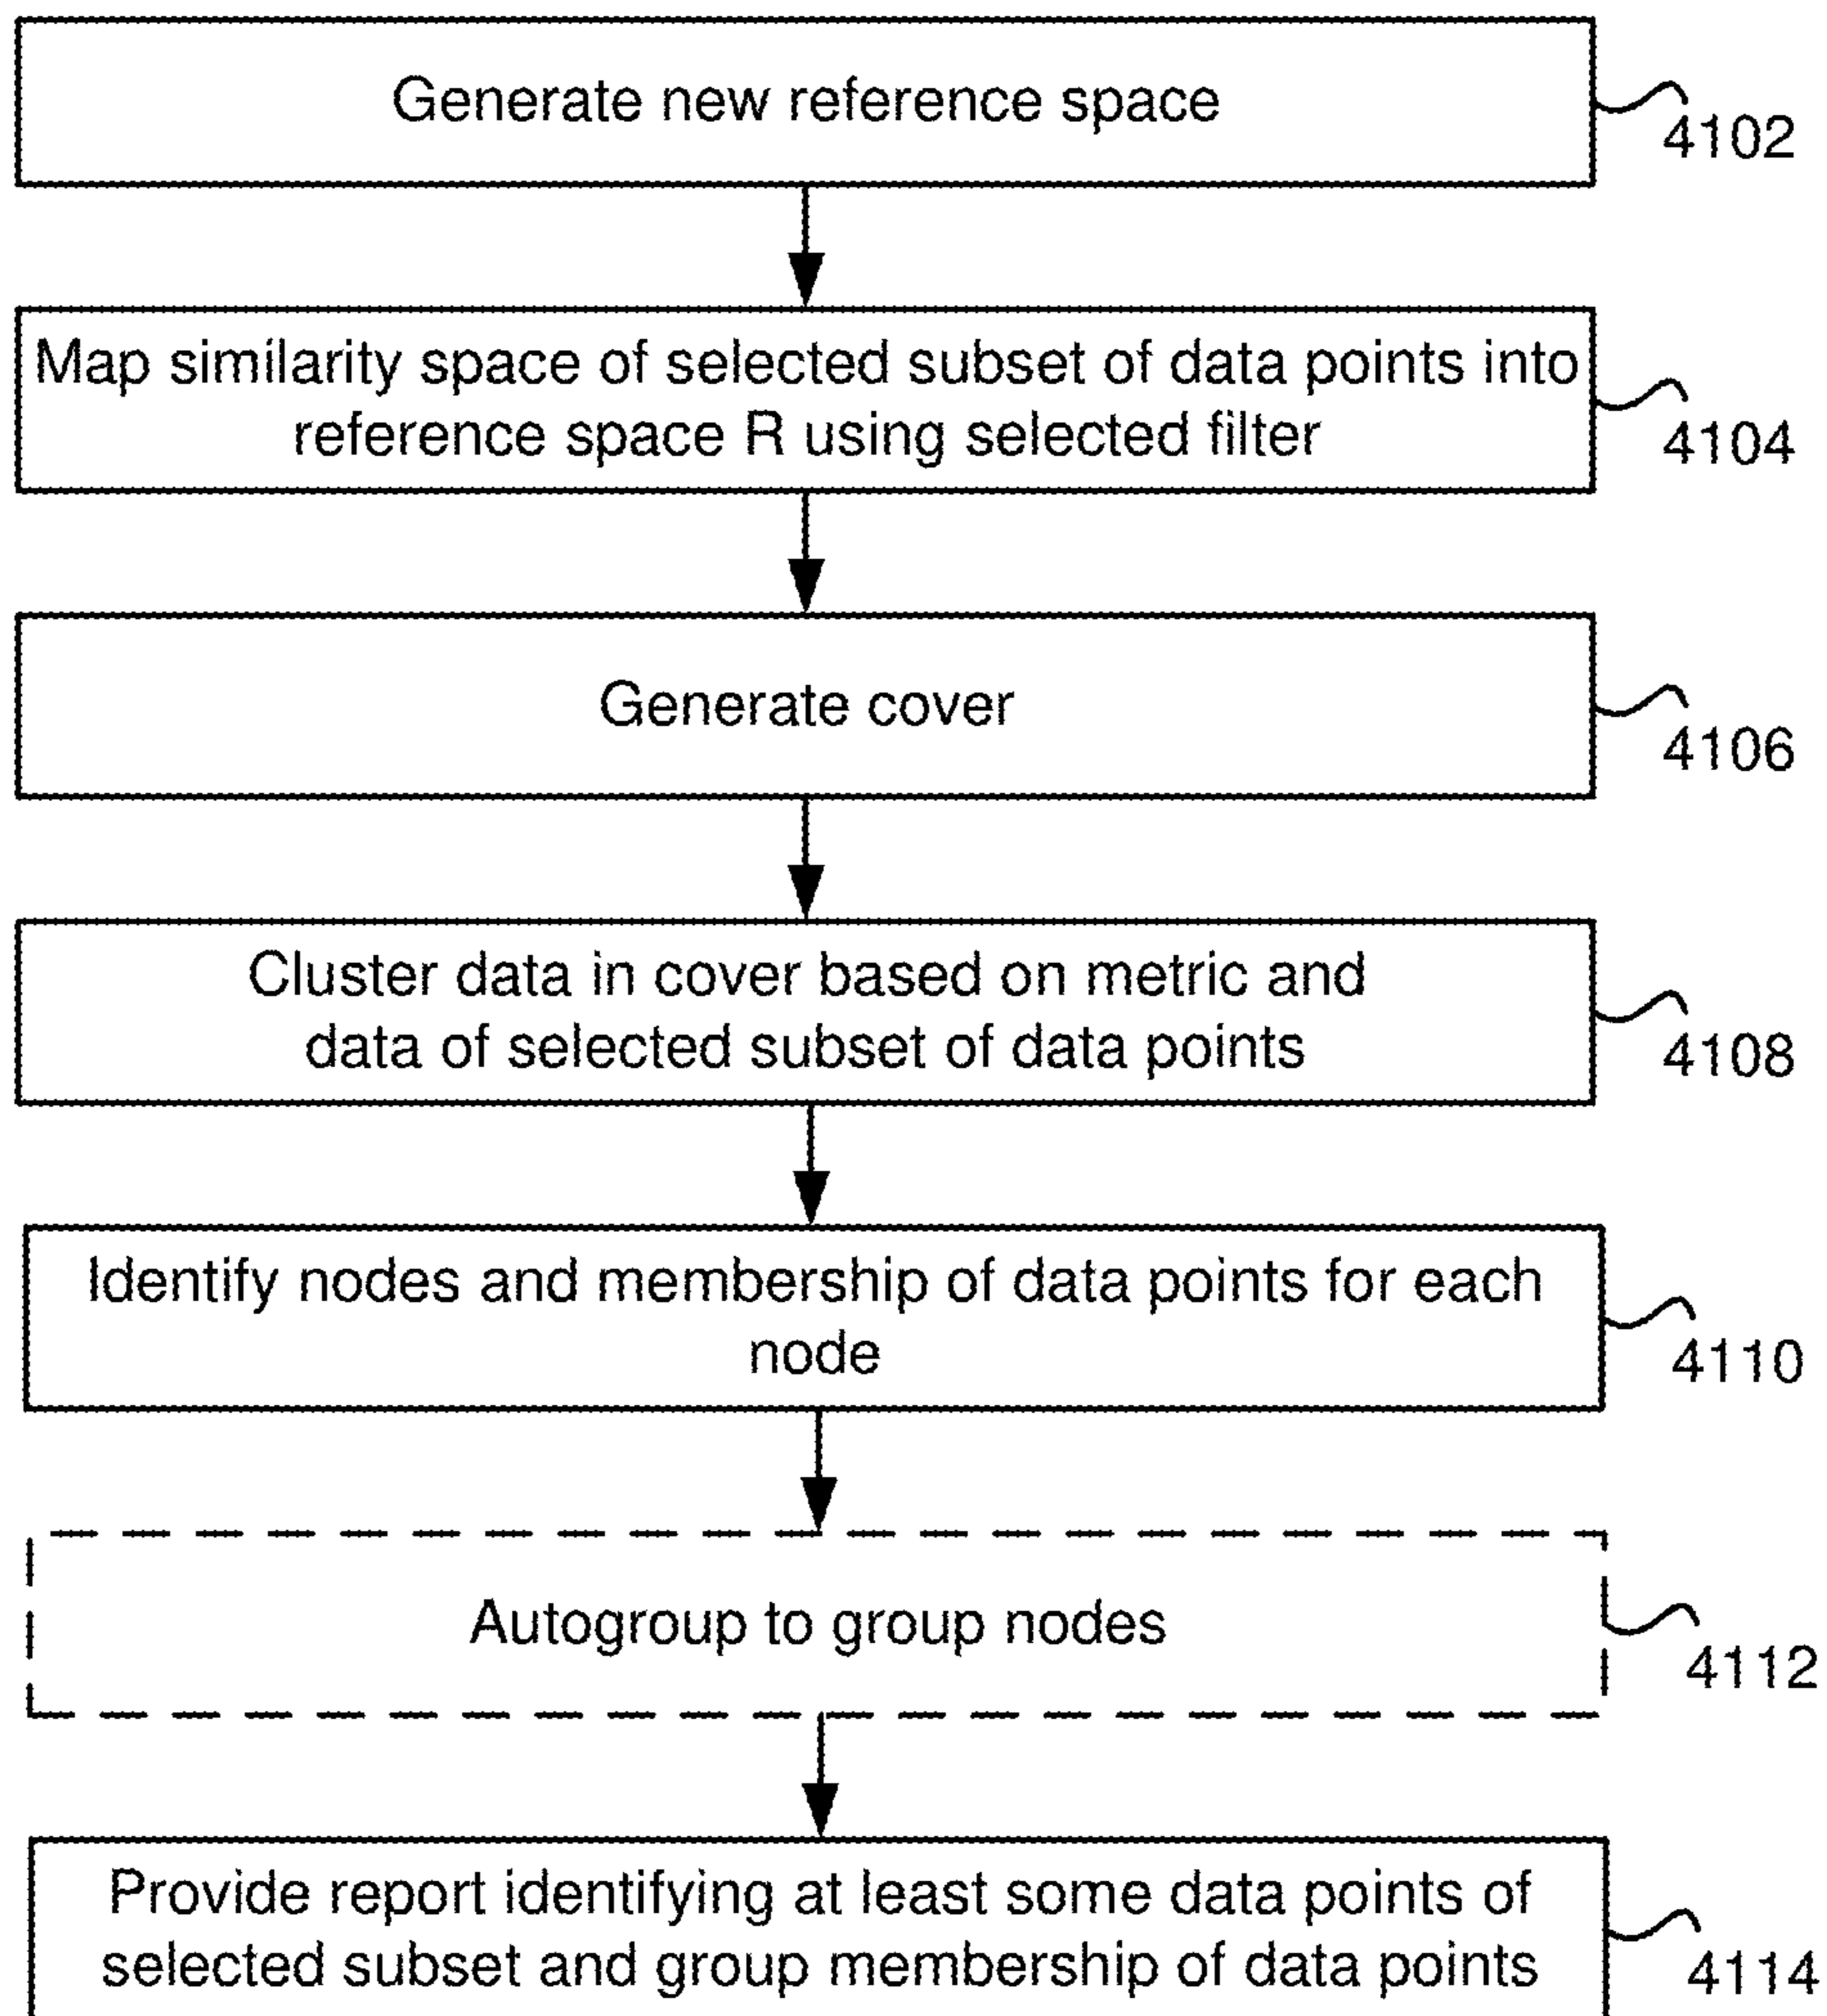 Generate new reference space
4102
Map similarity space of selected subset of data points into
reference space R using selected filter
4104
Generate cover
4106
Cluster data in cover based on metric and
data of selected subset of data points
4108
Identify nodes and membership of data points for each
node
4110
Autogroup to group nodes
4112
Provide report identifying at least some data points of
selected subset and group membership of data points
4114